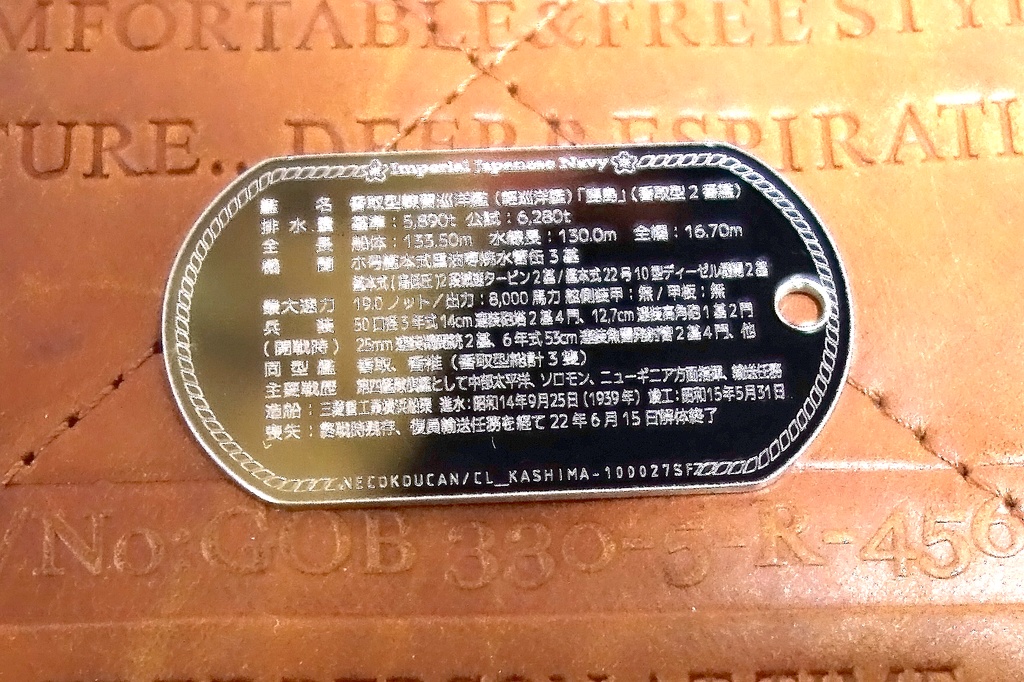 MFORTABLE&FREE STYL
TURE.. DEEP RESPIRATI
Imperial Japanese Navy
艦 名 香取型練習巡洋艦（軽巡洋艦）「鹿島」（香取型２番艦）
排水量 基準：5,890t 公試：6,280t
全 長 船体：133.50m 水線長：130.0m 全幅：16.70m
機 関 ホ号艦本式重油専焼水管缶３基
艦本式(高低圧)２段減速タービン２基/艦本式22号10型ディーゼル機関２基
最大速力 19.0ノット/出力：8,000馬力 舷側装甲：無/甲板：無
兵 装 50口径３年式14cm連装砲塔２基４門、12.7cm連装高角砲１基２門
(開戦時) 25mm連装機銃２基、６年式53cm連装魚雷発射管２基４門、他
同型艦 香取、香椎（香取型総計３隻）
主要戦歴 第四艦隊旗艦として中部太平洋、ソロモン、ニューギニア方面指揮、輸送任務
造船：三菱重工業横浜船渠 進水：昭和14年9月25日(1939年) 竣工：昭和15年5月31日
喪失：終戦時残存、復員輸送任務を経て22年6月15日解体終了
NECOKOUCAN/CL_KASHIMA-100027SF
/No:GOB 330-5-R-456